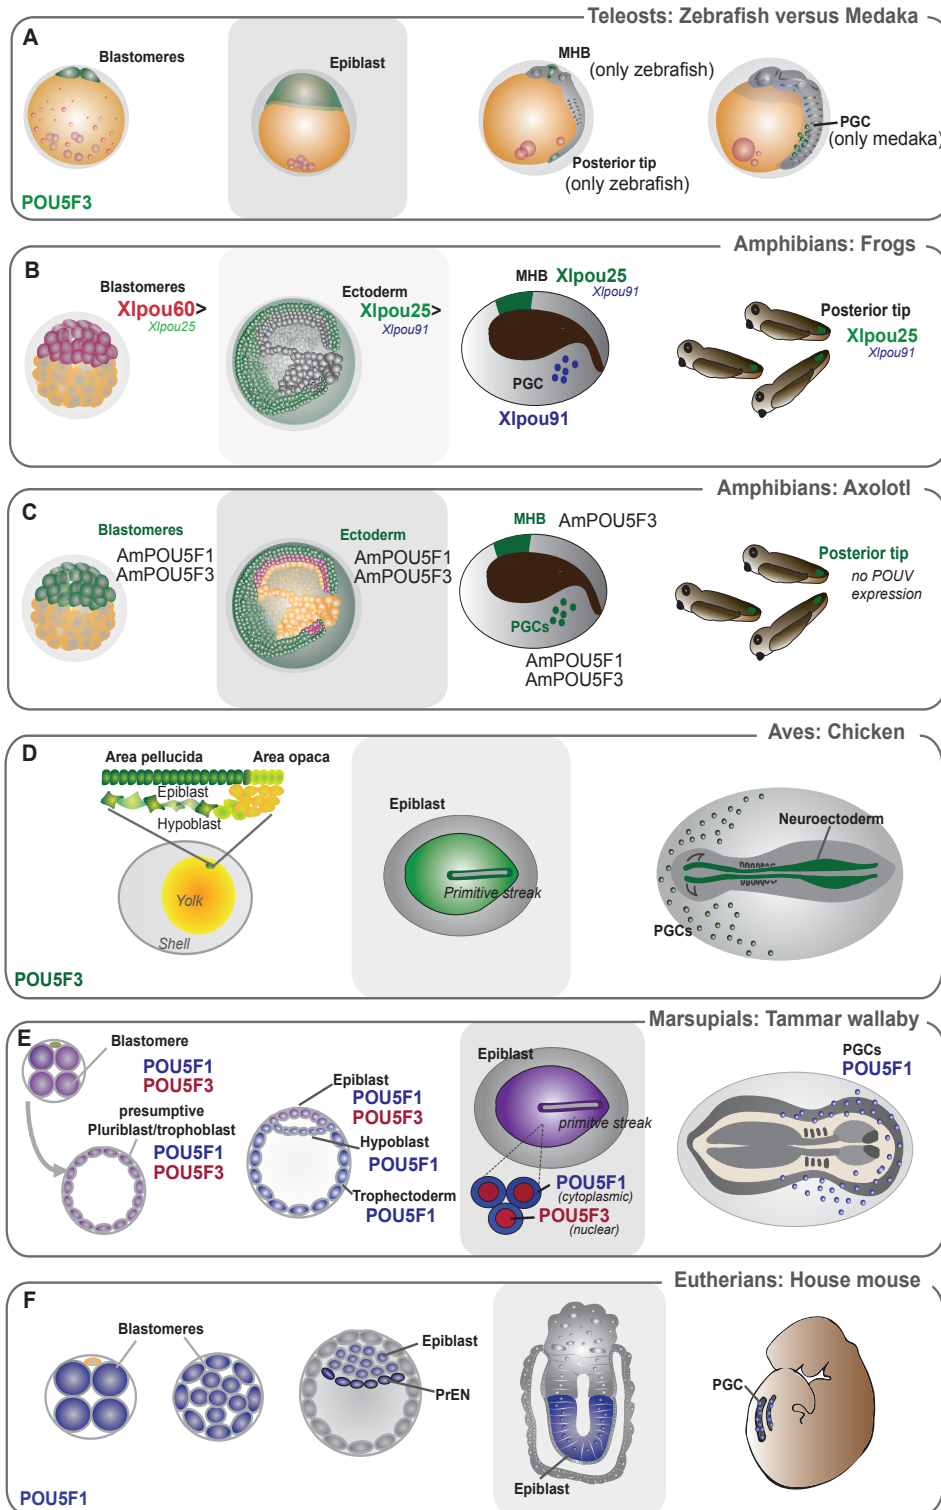 Teleosts: Zebrafish versus Medaka
A
Blastomeres
Epiblast
MHB
(only zebrafish)
PGC
(only medaka)
Posterior tip
(only zebrafish)
POU5F3
Amphibians: Frogs
B
Blastomeres
Xlpou60>
Xlpou25
Ectoderm
Xlpou25>
Xlpou91
MHB Xlpou25
Xlpou91
PGC
Xlpou91
Posterior tip
Xlpou25
Xlpou91
Amphibians: Axolotl
C
Blastomeres
AmPOU5F1
AmPOU5F3
Ectoderm
AmPOU5F1
AmPOU5F3
MHB AmPOU5F3
PGCs
AmPOU5F1
AmPOU5F3
Posterior tip
no POUV
expression
Aves: Chicken
D
Area pellucida
Area opaca
Epiblast
Hypoblast
Yolk
Shell
Epiblast
Primitive streak
Neuroectoderm
PGCs
POU5F3
Marsupials: Tammar wallaby
E
Blastomere
POU5F1
POU5F3
presumptive
Pluriblast/trophoblast
POU5F1
POU5F3
Epiblast
POU5F1
POU5F3
Hypoblast
POU5F1
Trophectoderm
POU5F1
Epiblast
primitve streak
POU5F1
(cytoplasmic)
POU5F3
(nuclear)
PGCs
POU5F1
Eutherians: House mouse
F
Blastomeres
Epiblast
PrEN
Epiblast
PGC
POU5F1